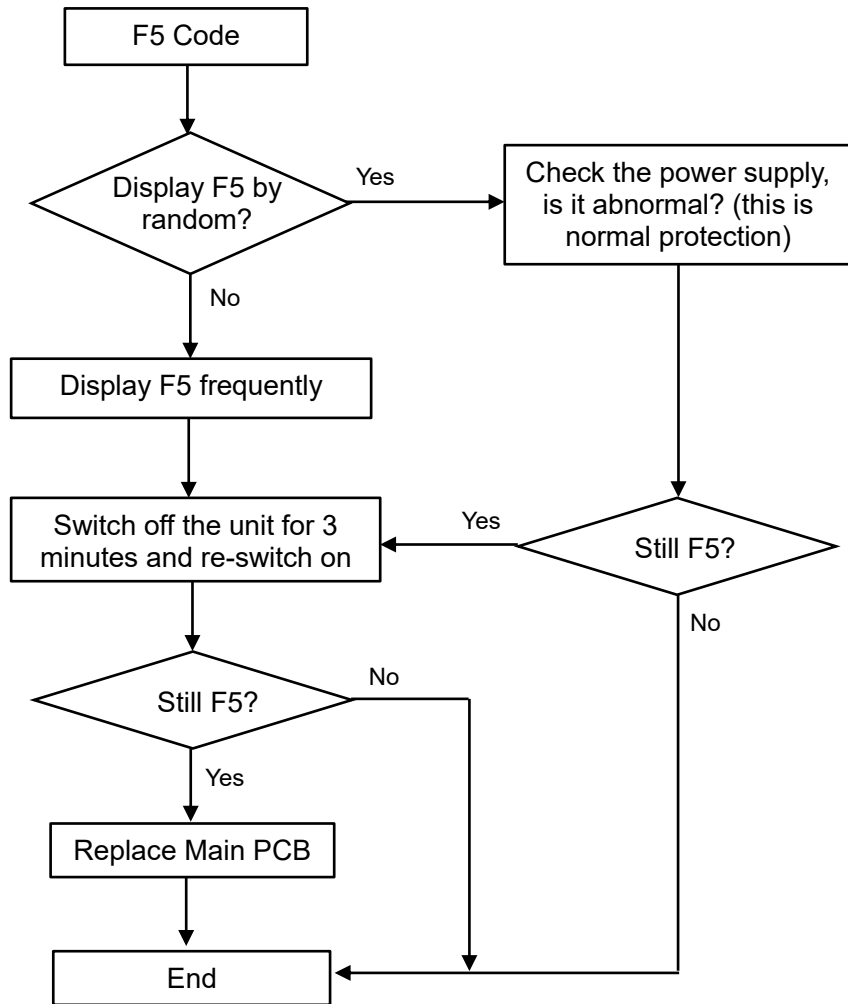 F5 Code
Display F5 by
random?
Yes
Check the power supply,
is it abnormal? (this is
normal protection)
No
Display F5 frequently
Switch off the unit for 3
minutes and re-switch on
Yes
Still F5?
No
Still F5?
No
Yes
Replace Main PCB
End